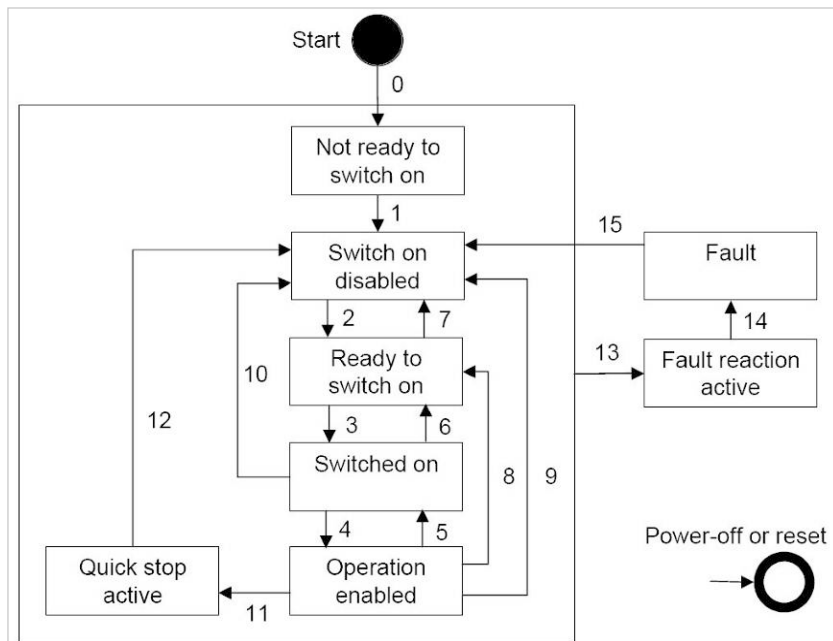 Start
0
Not ready to
switch on
1
15
Switch on
disabled
Fault
2
7
14
Ready to
switch on
13
Fault reaction
active
10
12
3
6
Switched on
8
9
4
5
Power-off or reset
Quick stop
active
Operation
enabled
11